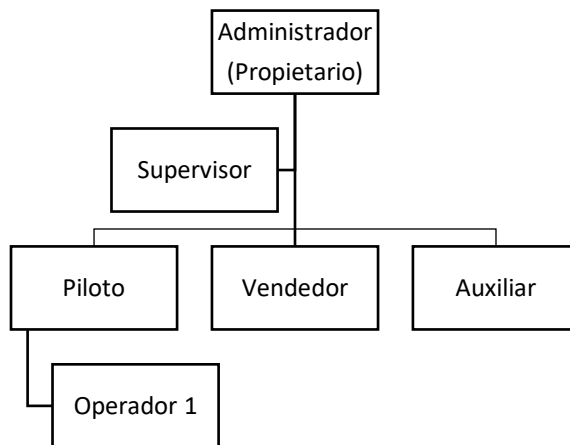 Administrador
(Propietario)
Supervisor
Piloto
Vendedor
Auxiliar
Operador 1